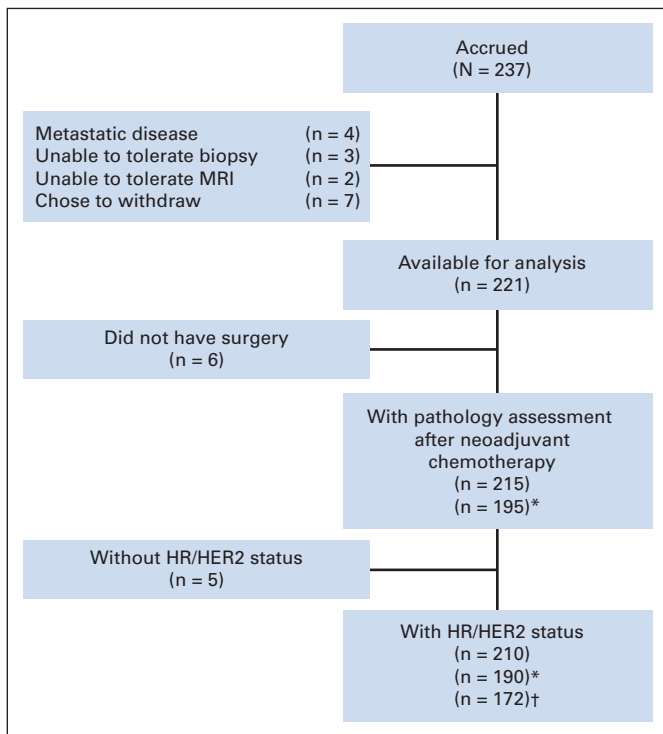 Accrued
(N = 237)
Metastatic disease (n = 4)
Unable to tolerate biopsy (n = 3)
Unable to tolerate MRI (n = 2)
Chose to withdraw (n = 7)
Available for analysis
(n = 221)
Did not have surgery
(n = 6)
With pathology assessment
after neoadjuvant
chemotherapy
(n = 215)
(n = 195)*
Without HR/HER2 status
(n = 5)
With HR/HER2 status
(n = 210)
(n = 190)*
(n = 172)†